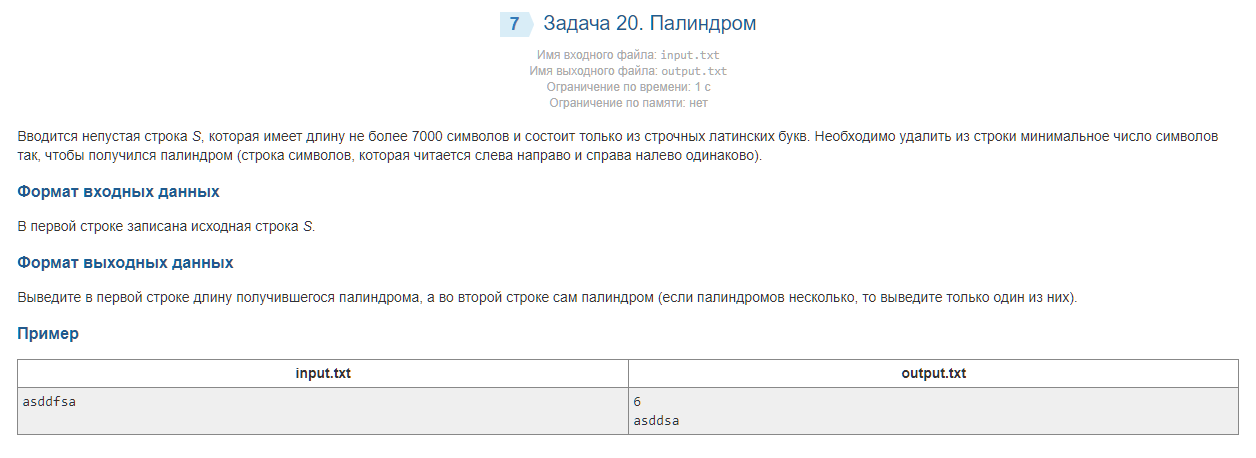 7 Задача 20. Палиндром
Имя входного файла: input.txt
Имя выходного файла: output.txt
Ограничение по времени: 1 с
Ограничение по памяти: нет
Вводится непустая строка S, которая имеет длину не более 7000 символов и состоит только из строчных латинских букв. Необходимо удалить из строки минимальное число символов
так, чтобы получился палиндром (строка символов, которая читается слева направо и справа налево одинаково).
Формат входных данных
В первой строке записана исходная строка S.
Формат выходных данных
Выведите в первой строке длину получившегося палиндрома, а во второй строке сам палиндром (если палиндромов несколько, то выведите только один из них).
Пример
input.txt output.txt
asddfsa 6
asddsa